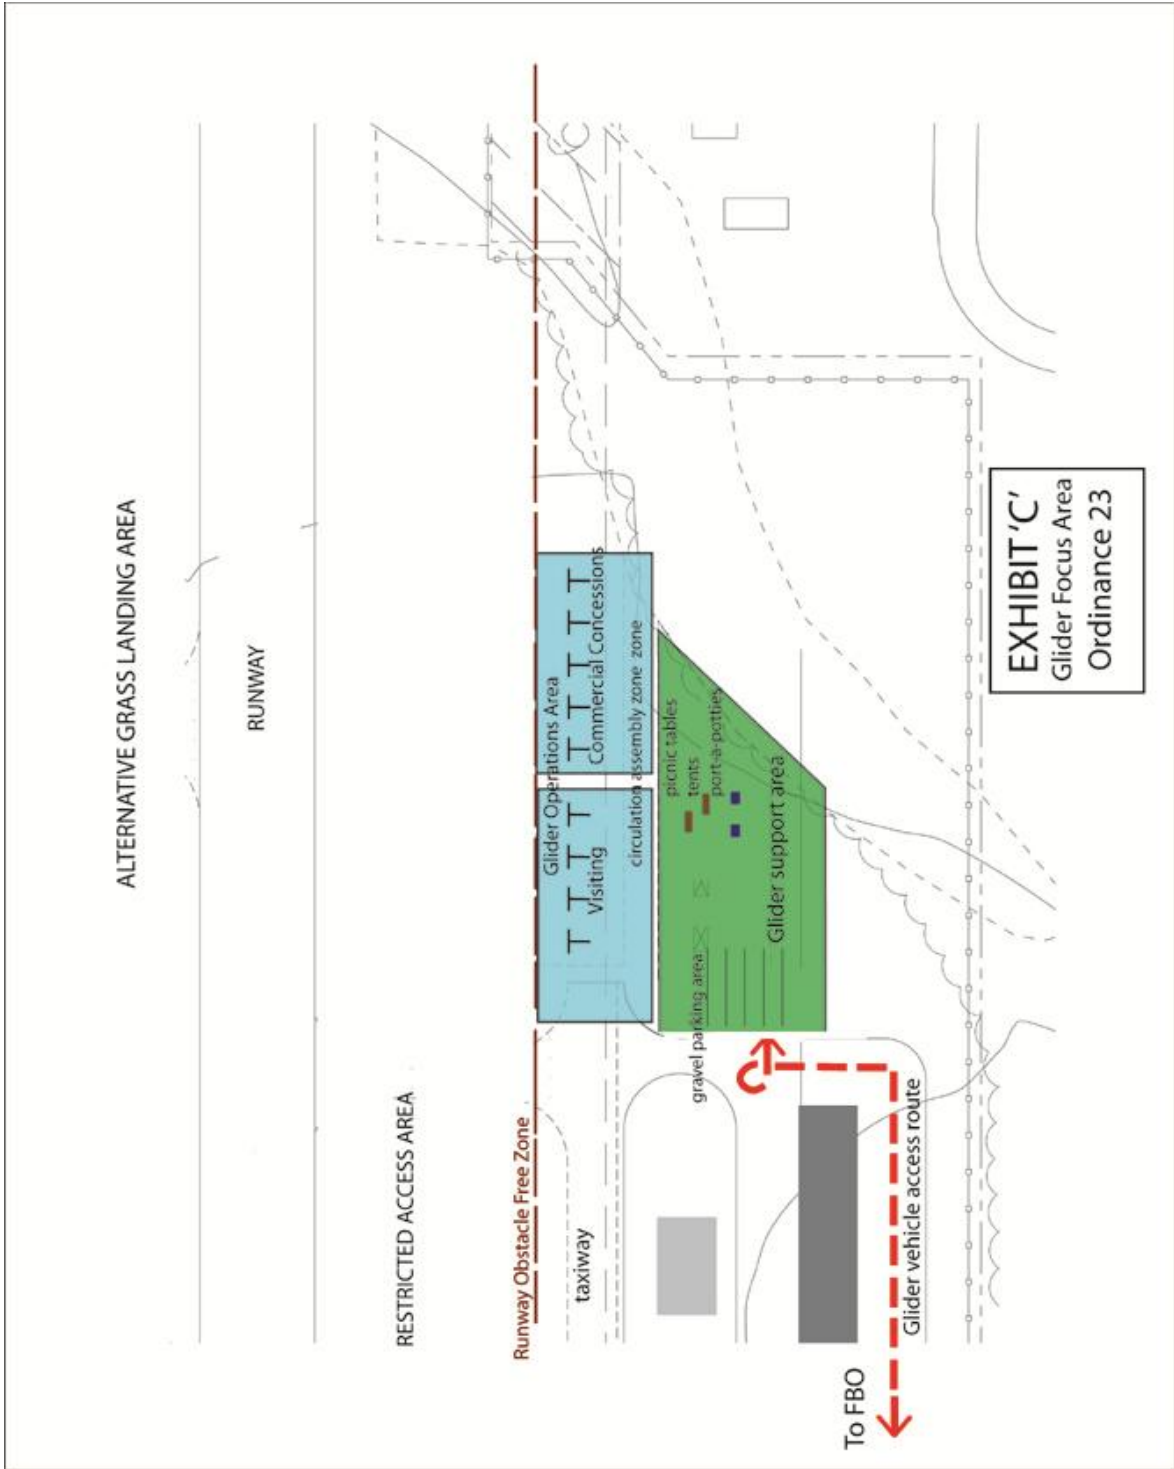 ALTERNATIVE GRASS LANDING AREA
RUNWAY
RESTRICTED ACCESS AREA
Runway Obstacle Free Zone
taxiway
Glider Operations Area
Visiting
Commercial Concessions
circulation assembly zone zone
picnic tables
tents
port-a-potties
gravel parking area
Glider support area
Glider vehicle access route
To FBO
EXHIBIT 'C'
Glider Focus Area
Ordinance 23